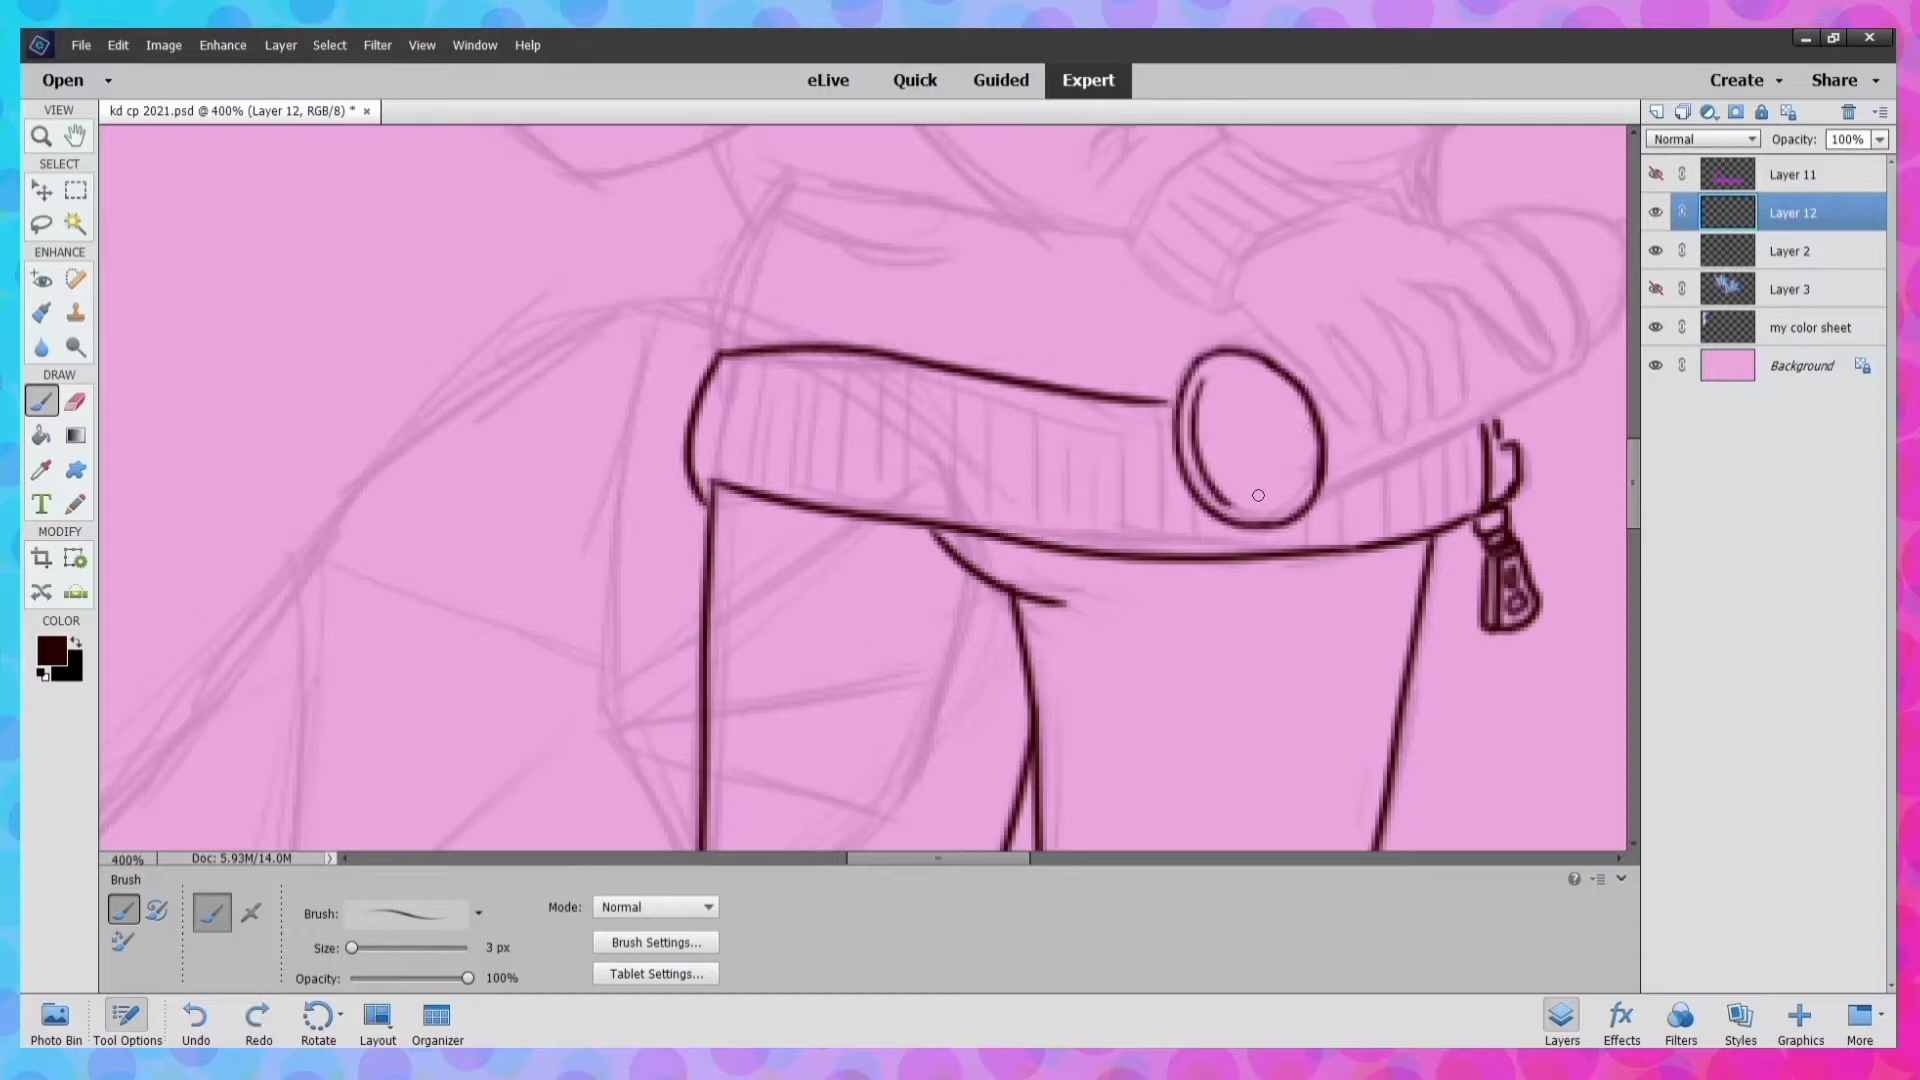 File Edit Image Enhance Layer Select Filter View Window Help
Open eLive Quick Guided Expert Create Share
VIEW
kd cp 2021.psd @ 400% (Layer 12, RGB/8) * ×
Normal Opacity: 100%
SELECT
Layer 11
Layer 12
ENHANCE
Layer 2
Layer 3
my color sheet
Background
DRAW
T
MODIFY
COLOR
400% Doc: 5.93M/14.0M
Brush
Brush:
Mode: Normal
Size: 3 px
Brush Settings...
Opacity: 100%
Tablet Settings...
Photo Bin Tool Options Undo Redo Rotate Layout Organizer
fx
Layers Effects Filters Styles Graphics More